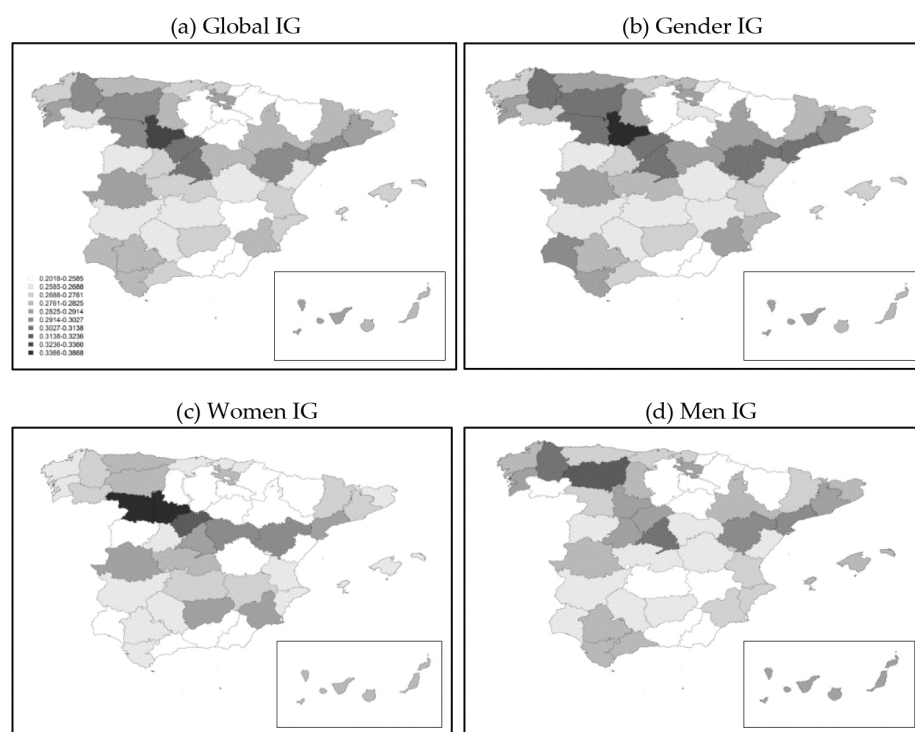 (a) Global IG
(b) Gender IG
0.2016-0.2585
0.2585-0.2688
0.2688-0.2761
0.2761-0.2825
0.2825-0.2914
0.2914-0.3027
0.3027-0.3138
0.3138-0.3236
0.3236-0.3366
0.3366-0.3868
(c) Women IG
(d) Men IG